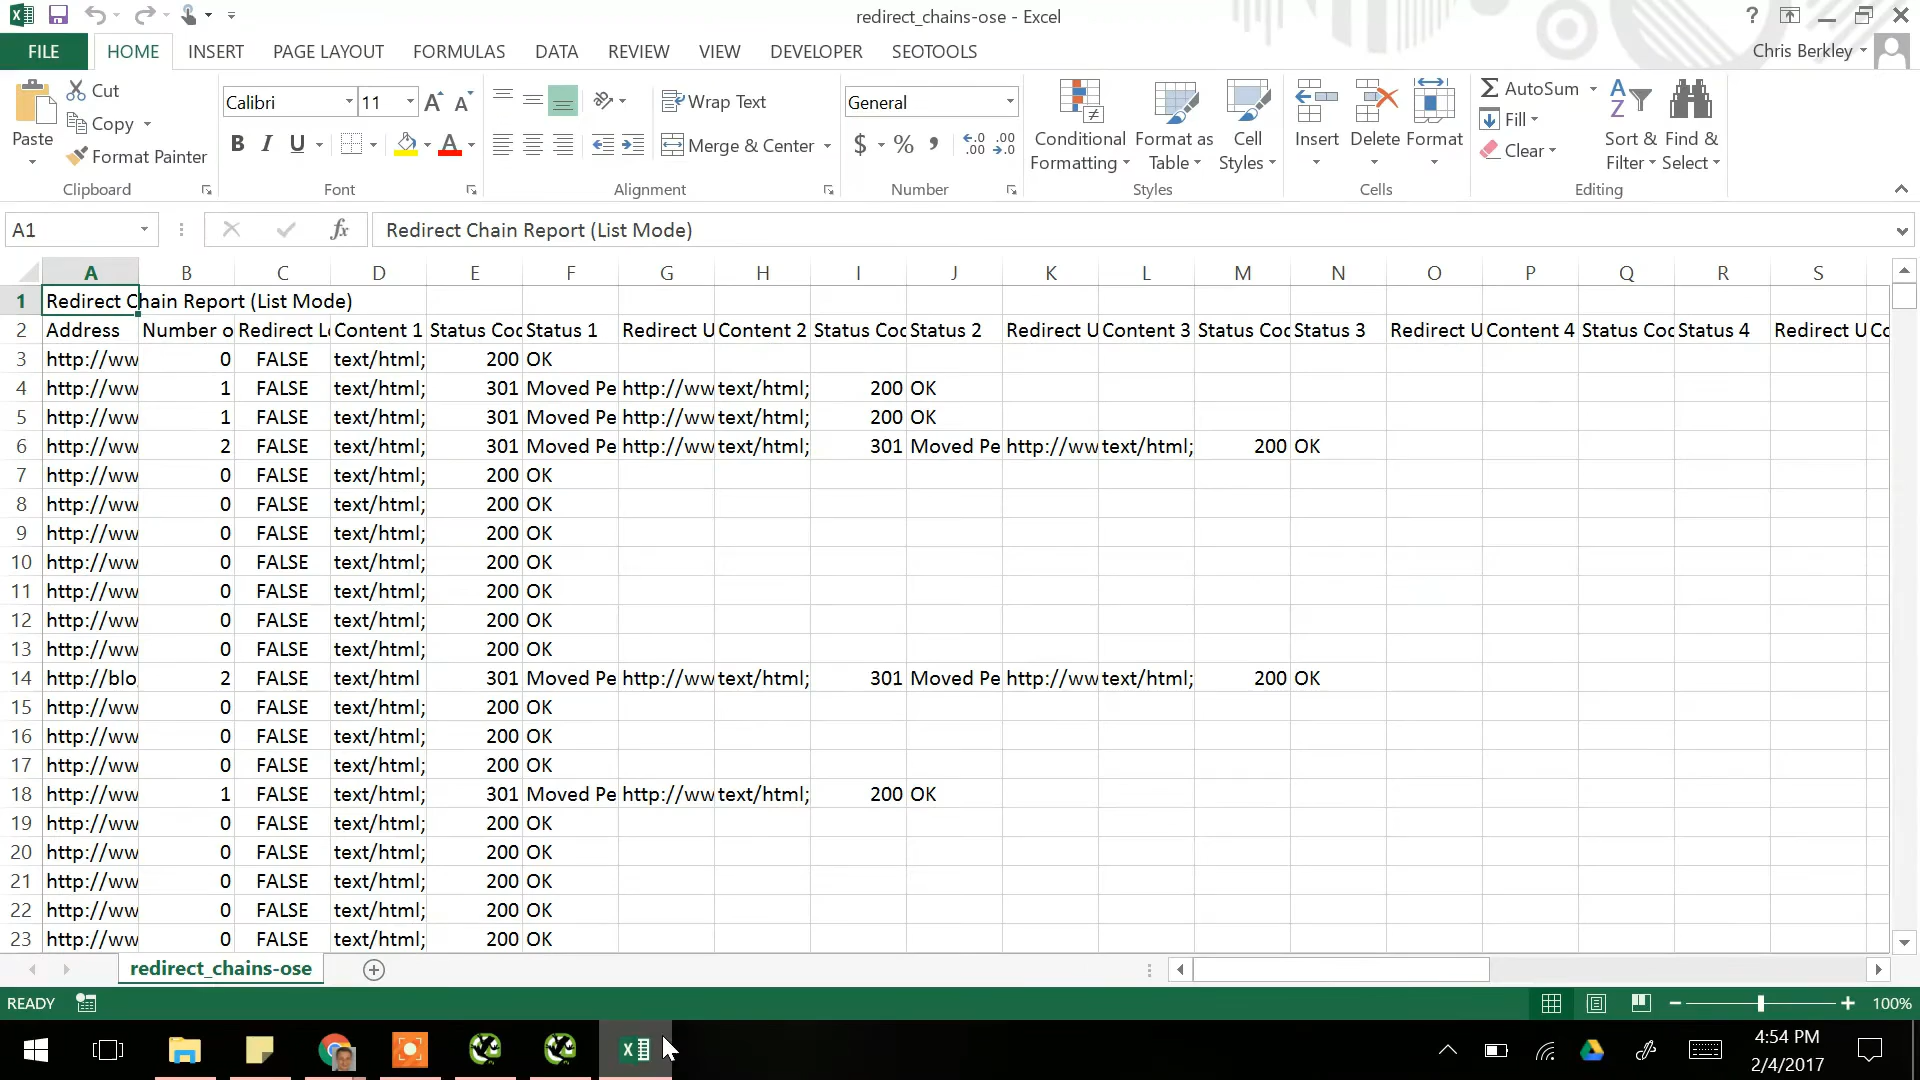 redirect_chains-ose - Excel
?
FILE HOME INSERT PAGE LAYOUT FORMULAS DATA REVIEW VIEW DEVELOPER SEOTOOLS Chris Berkley
Paste Cut Copy Format Painter Clipboard
Calibri 11 B I U A Font
Wrap Text Merge & Center Alignment
General $ % Number
Conditional Formatting Format as Table Cell Styles Styles
Insert Delete Format Cells
AutoSum Fill Clear Sort & Filter Find & Select Editing
A1 fx Redirect Chain Report (List Mode)
A B C D E F G H I J K L M N O P Q R S
1 Redirect Chain Report (List Mode)
2 Address Number o Redirect Lo Content 1 Status Cod Status 1 Redirect U Content 2 Status Cod Status 2 Redirect U Content 3 Status Cod Status 3 Redirect U Content 4 Status Cod Status 4 Redirect U Co
3 http://ww 0 FALSE text/html; 200 OK
4 http://ww 1 FALSE text/html; 301 Moved Pe http://ww text/html; 200 OK
5 http://ww 1 FALSE text/html; 301 Moved Pe http://ww text/html; 200 OK
6 http://ww 2 FALSE text/html; 301 Moved Pe http://ww text/html; 301 Moved Pe http://ww text/html; 200 OK
7 http://ww 0 FALSE text/html; 200 OK
8 http://ww 0 FALSE text/html; 200 OK
9 http://ww 0 FALSE text/html; 200 OK
10 http://ww 0 FALSE text/html; 200 OK
11 http://ww 0 FALSE text/html; 200 OK
12 http://ww 0 FALSE text/html; 200 OK
13 http://ww 0 FALSE text/html; 200 OK
14 http://blo 2 FALSE text/html 301 Moved Pe http://ww text/html; 301 Moved Pe http://ww text/html; 200 OK
15 http://ww 0 FALSE text/html; 200 OK
16 http://ww 0 FALSE text/html; 200 OK
17 http://ww 0 FALSE text/html; 200 OK
18 http://ww 1 FALSE text/html; 301 Moved Pe http://ww text/html; 200 OK
19 http://ww 0 FALSE text/html; 200 OK
20 http://ww 0 FALSE text/html; 200 OK
21 http://ww 0 FALSE text/html; 200 OK
22 http://ww 0 FALSE text/html; 200 OK
23 http://ww 0 FALSE text/html; 200 OK
redirect_chains-ose
READY 100%
4:54 PM
2/4/2017